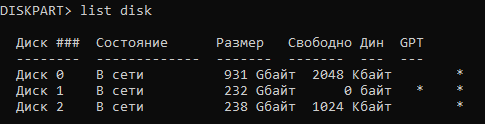 DISKPART> list disk
Диск ###  Состояние      Размер   Свободно Дин  GPT
--------  -------------  -------  -------  ---  ---
Диск 0    В сети          931 Gбайт  2048 Kбайт        *
Диск 1    В сети          232 Gбайт     0 байт   *    *
Диск 2    В сети          238 Gбайт  1024 Kбайт        *